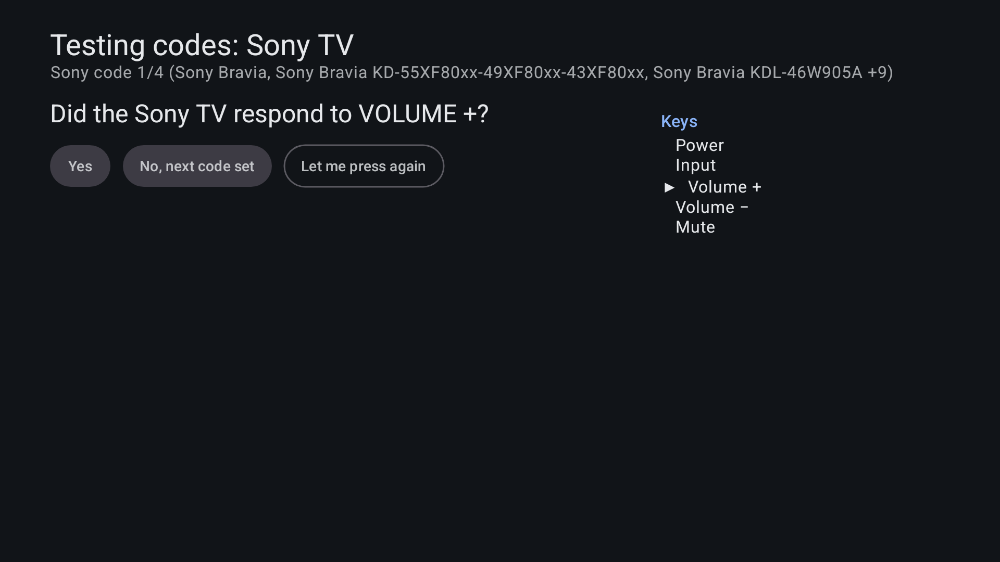 Testing codes: Sony TV
Sony code 1/4 (Sony Bravia, Sony Bravia KD-55XF80xx-49XF80xx-43XF80xx, Sony Bravia KDL-46W905A +9)
Did the Sony TV respond to VOLUME +?
Yes
No, next code set
Let me press again
Keys
Power
Input
► Volume +
Volume −
Mute